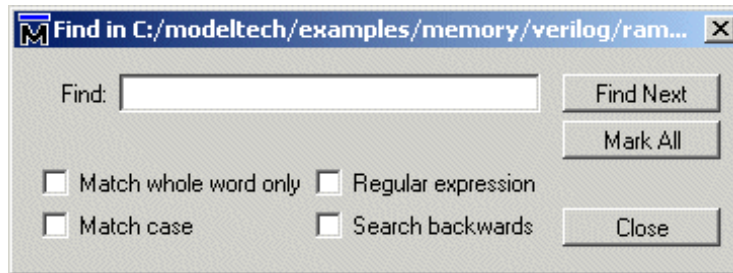 M Find in C:/modeltech/examples/memory/verilog/ram...
Find:
Find Next
Mark All
Match whole word only
Regular expression
Match case
Search backwards
Close